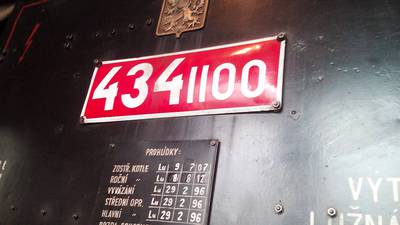 434 1100
PROHLÍDKY:
ZOSTŘ. KOTLE Lu 9 7 07
ROČNÍ " Lu 8 8 12
VYVÁZÁNÍ Lu 29 2 96
STŘEDNÍ OPR. Lu 29 2 96
HLAVNÍ " Lu 29 2 96
VÝT
LUŽNÁ